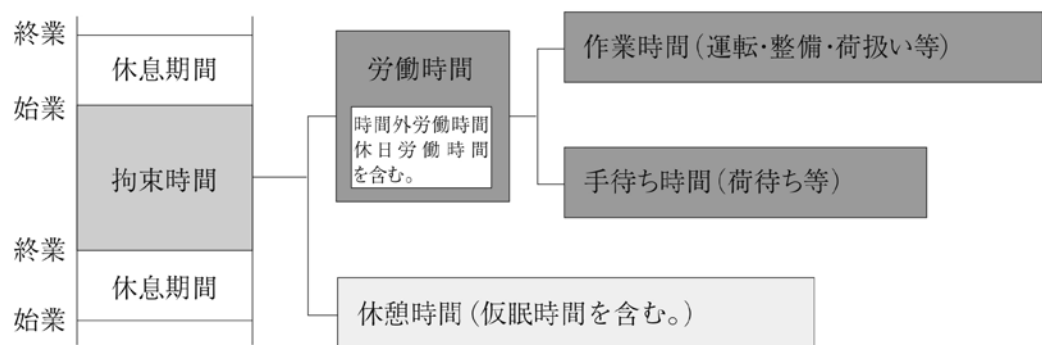 終業
休息期間
始業
拘束時間
終業
休息期間
始業
労働時間
時間外労働時間
休日労働時間
を含む。
作業時間(運転・整備・荷扱い等)
手待ち時間(荷待ち等)
休憩時間(仮眠時間を含む。)